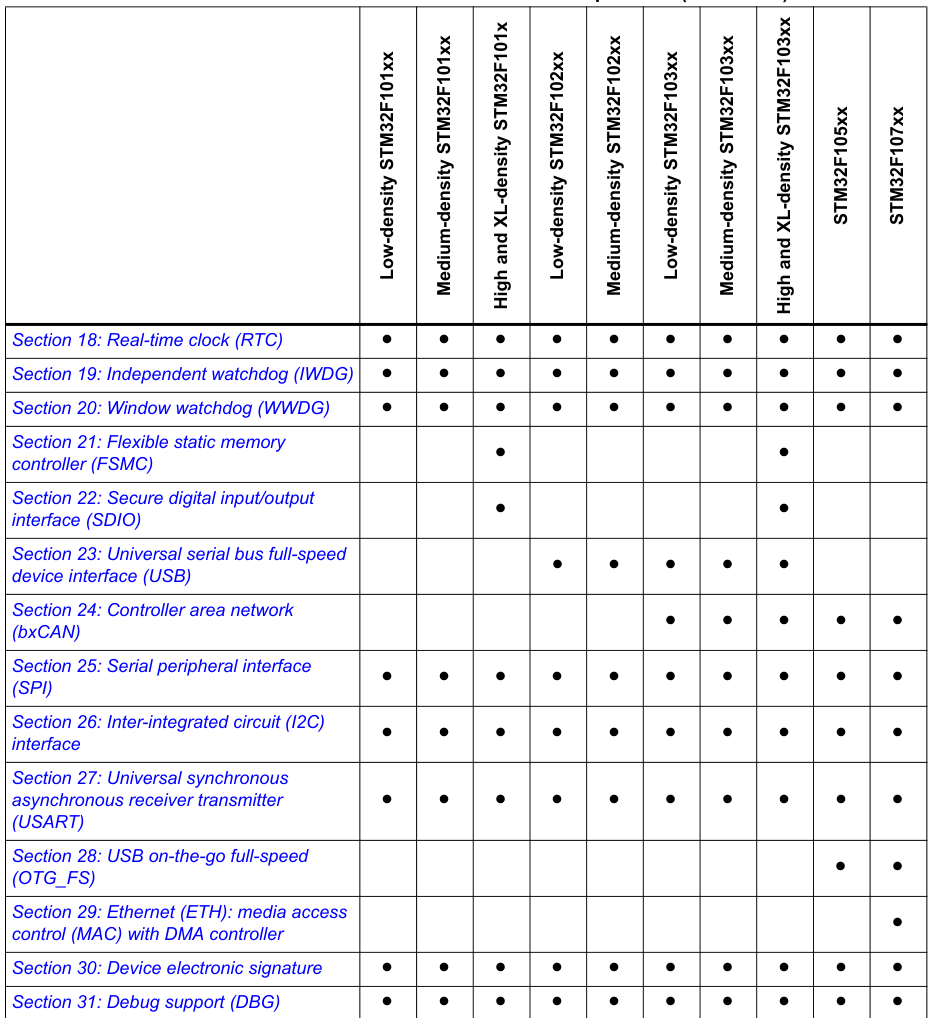 Low-density STM32F101xx
Medium-density STM32F101xx
High and XL-density STM32F101x
Low-density STM32F102xx
Medium-density STM32F102xx
Low-density STM32F103xx
Medium-density STM32F103xx
High and XL-density STM32F103xx
STM32F105xx
STM32F107xx
Section 18: Real-time clock (RTC) ● ● ● ● ● ● ● ● ● ●
Section 19: Independent watchdog (IWDG) ● ● ● ● ● ● ● ● ● ●
Section 20: Window watchdog (WWDG) ● ● ● ● ● ● ● ● ● ●
Section 21: Flexible static memory
controller (FSMC) ● ●
Section 22: Secure digital input/output
interface (SDIO) ● ●
Section 23: Universal serial bus full-speed
device interface (USB) ● ● ● ● ●
Section 24: Controller area network
(bxCAN) ● ● ● ● ●
Section 25: Serial peripheral interface
(SPI) ● ● ● ● ● ● ● ● ● ●
Section 26: Inter-integrated circuit (I2C)
interface ● ● ● ● ● ● ● ● ● ●
Section 27: Universal synchronous
asynchronous receiver transmitter
(USART) ● ● ● ● ● ● ● ● ● ●
Section 28: USB on-the-go full-speed
(OTG_FS) ● ●
Section 29: Ethernet (ETH): media access
control (MAC) with DMA controller ●
Section 30: Device electronic signature ● ● ● ● ● ● ● ● ● ●
Section 31: Debug support (DBG) ● ● ● ● ● ● ● ● ● ●